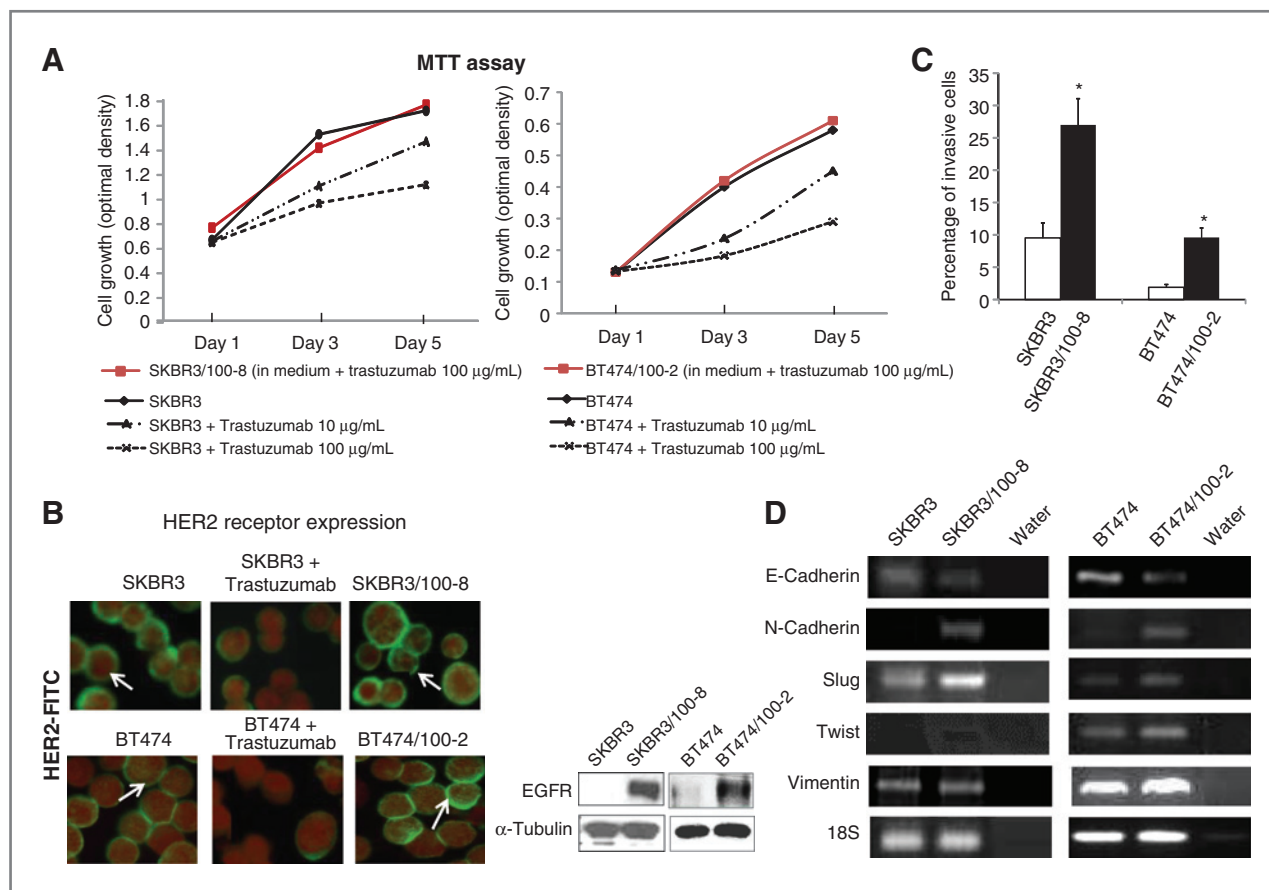 A
MTT assay
Cell growth (optimal density)
1.8
1.6
1.4
1.2
1
0.8
0.6
0.4
0.2
0
Day 1 Day 3 Day 5
SKBR3/100-8 (in medium + trastuzumab 100 µg/mL)
SKBR3
SKBR3 + Trastuzumab 10 µg/mL
SKBR3 + Trastuzumab 100 µg/mL
Cell growth (optimal density)
0.7
0.6
0.5
0.4
0.3
0.2
0.1
0
Day 1 Day 3 Day 5
BT474/100-2 (in medium + trastuzumab 100 µg/mL)
BT474
BT474 + Trastuzumab 10 µg/mL
BT474 + Trastuzumab 100 µg/mL
C
Percentage of invasive cells
35
30
25
20
15
10
5
0
*
*
SKBR3
SKBR3/100-8
BT474
BT474/100-2
B
HER2 receptor expression
HER2-FITC
SKBR3
SKBR3 +
Trastuzumab
SKBR3/100-8
BT474
BT474 +
Trastuzumab
BT474/100-2
SKBR3
SKBR3/100-8
BT474
BT474/100-2
EGFR
α-Tubulin
D
SKBR3
SKBR3/100-8
Water
BT474
BT474/100-2
Water
E-Cadherin
N-Cadherin
Slug
Twist
Vimentin
18S